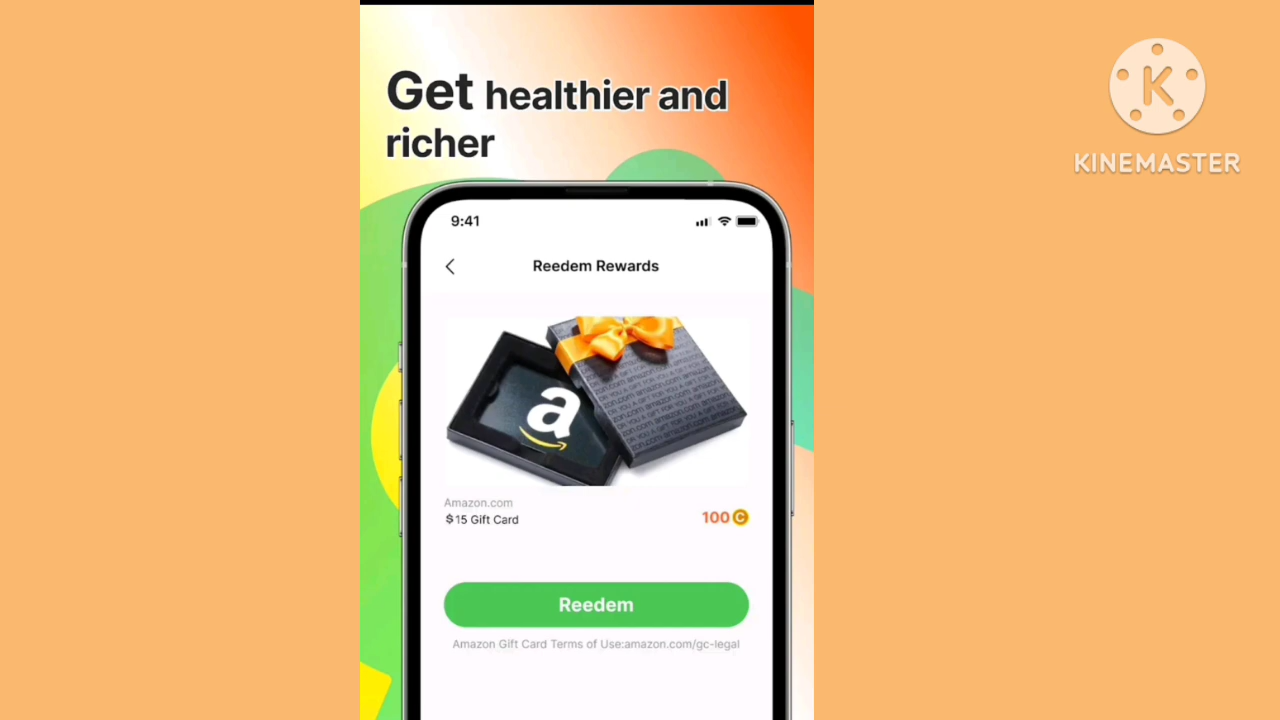 Get healthier and
richer
K
KINEMASTER
9:41
Reedem Rewards
a
Amazon.com
$15 Gift Card
100 C
Reedem
Amazon Gift Card Terms of Use:amazon.com/gc-legal